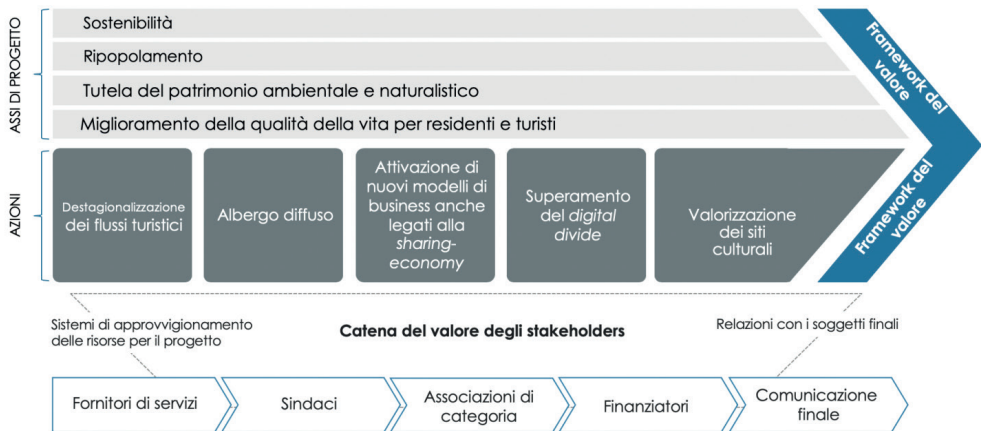 ASSI DI PROGETTO
Sostenibilità
Ripopolamento
Tutela del patrimonio ambientale e naturalistico
Miglioramento della qualità della vita per residenti e turisti
Framework del
valore
AZIONI
Destagionalizzazione
dei flussi turistici
Albergo diffuso
Attivazione di
nuovi modelli di
business anche
legati alla
sharing-
economy
Superamento
del digital
divide
Valorizzazione
dei siti
culturali
Framework del
valore
Sistemi di approvvigionamento
delle risorse per il progetto
Catena del valore degli stakeholders
Relazioni con i soggetti finali
Fornitori di servizi
Sindaci
Associazioni di
categoria
Finanziatori
Comunicazione
finale